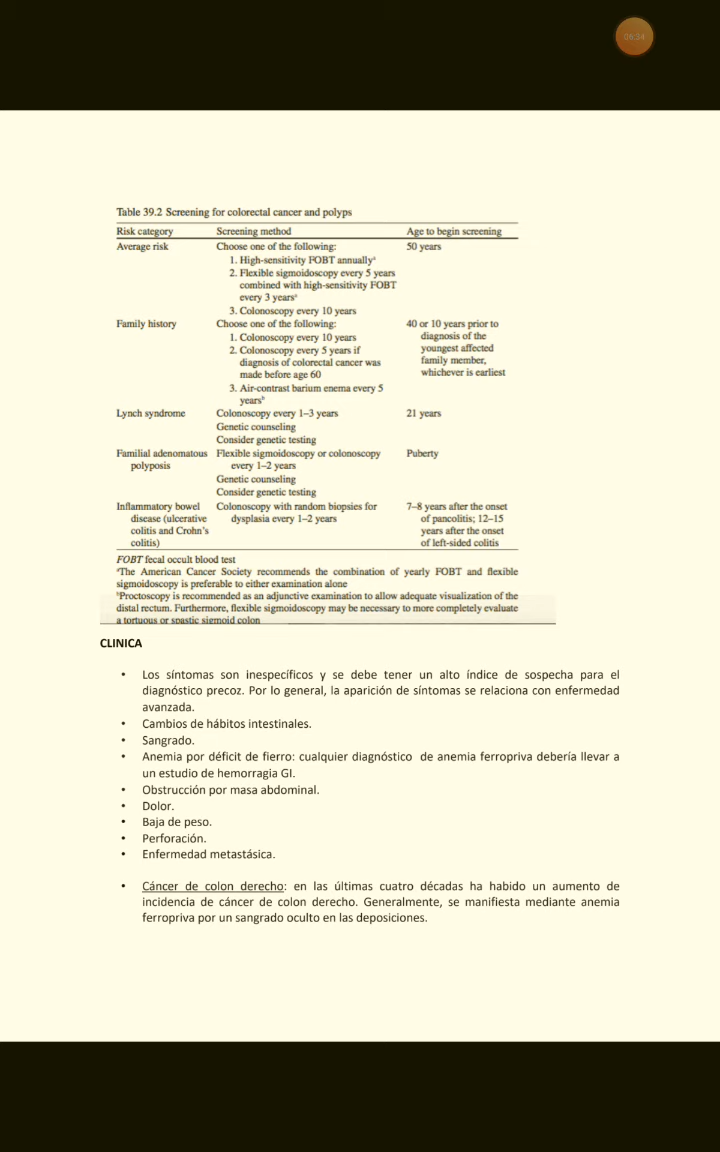 06:34
Table 39.2 Screening for colorectal cancer and polyps
Risk category Screening method Age to begin screening
Average risk Choose one of the following: 50 years
1. High-sensitivity FOBT annuallyᵃ
2. Flexible sigmoidoscopy every 5 years
combined with high-sensitivity FOBT
every 3 yearsᵃ
3. Colonoscopy every 10 years
Family history Choose one of the following: 40 or 10 years prior to
1. Colonoscopy every 10 years diagnosis of the
2. Colonoscopy every 5 years if youngest affected
diagnosis of colorectal cancer was family member,
made before age 60 whichever is earliest
3. Air-contrast barium enema every 5
yearsᵇ
Lynch syndrome Colonoscopy every 1–3 years 21 years
Genetic counseling
Consider genetic testing
Familial adenomatous Flexible sigmoidoscopy or colonoscopy Puberty
polyposis every 1–2 years
Genetic counseling
Consider genetic testing
Inflammatory bowel Colonoscopy with random biopsies for 7–8 years after the onset
disease (ulcerative dysplasia every 1–2 years of pancolitis; 12–15
colitis and Crohn's years after the onset
colitis) of left-sided colitis
FOBT fecal occult blood test
ᵃThe American Cancer Society recommends the combination of yearly FOBT and flexible
sigmoidoscopy is preferable to either examination alone
ᵇProctoscopy is recommended as an adjunctive examination to allow adequate visualization of the
distal rectum. Furthermore, flexible sigmoidoscopy may be necessary to more completely evaluate
a tortuous or spastic sigmoid colon
CLINICA
• Los síntomas son inespecíficos y se debe tener un alto índice de sospecha para el
diagnóstico precoz. Por lo general, la aparición de síntomas se relaciona con enfermedad
avanzada.
• Cambios de hábitos intestinales.
• Sangrado.
• Anemia por déficit de fierro: cualquier diagnóstico de anemia ferropriva debería llevar a
un estudio de hemorragia GI.
• Obstrucción por masa abdominal.
• Dolor.
• Baja de peso.
• Perforación.
• Enfermedad metastásica.
• Cáncer de colon derecho: en las últimas cuatro décadas ha habido un aumento de
incidencia de cáncer de colon derecho. Generalmente, se manifiesta mediante anemia
ferropriva por un sangrado oculto en las deposiciones.